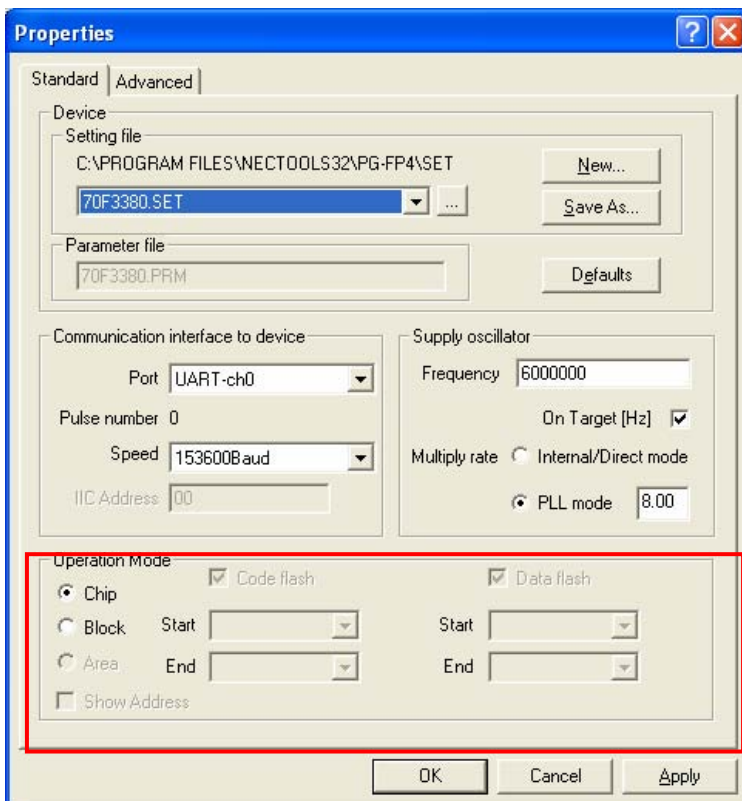 Properties
Standard
Advanced
Device
Setting file
C:\PROGRAM FILES\NECTOOLS32\PG-FP4\SET
New...
70F3380.SET
...
Save As...
Parameter file
70F3380.PRM
Defaults
Communication interface to device
Port UART-ch0
Pulse number 0
Speed 153600Baud
IIC Address 00
Supply oscillator
Frequency 6000000
On Target [Hz]
Multiply rate Internal/Direct mode
PLL mode 8.00
Operation Mode
Chip
Block
Area
Show Address
Code flash
Start
End
Data flash
Start
End
OK
Cancel
Apply